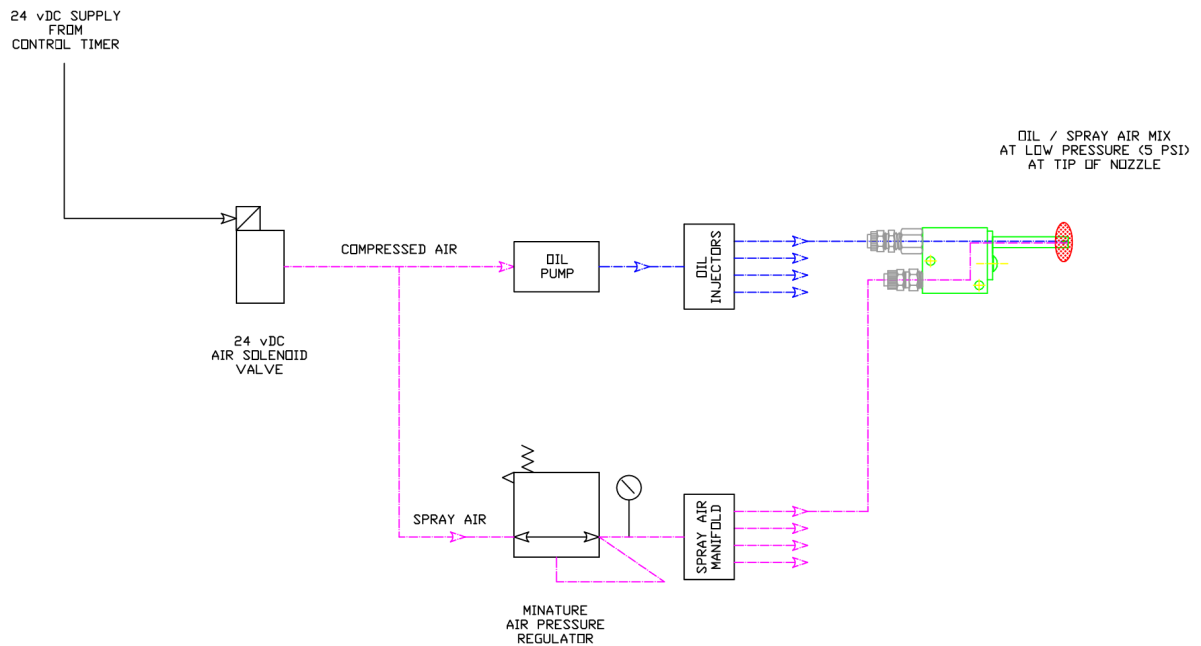 24 vDC SUPPLY
FROM
CONTROL TIMER
OIL / SPRAY AIR MIX
AT LOW PRESSURE (5 PSI)
AT TIP OF NOZZLE
COMPRESSED AIR
OIL
PUMP
OIL
INJECTORS
24 vDC
AIR SOLENOID
VALVE
SPRAY AIR
SPRAY AIR
MANIFOLD
MINATURE
AIR PRESSURE
REGULATOR